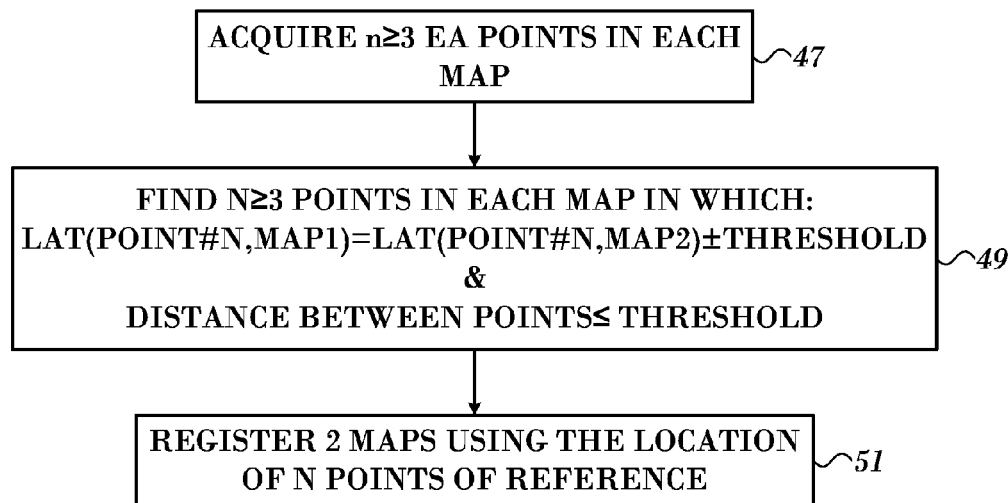 ACQUIRE n≥3 EA POINTS IN EACH
MAP
47
FIND N≥3 POINTS IN EACH MAP IN WHICH:
LAT(POINT#N,MAP1)=LAT(POINT#N,MAP2)±THRESHOLD
&
DISTANCE BETWEEN POINTS≤ THRESHOLD
49
REGISTER 2 MAPS USING THE LOCATION
OF N POINTS OF REFERENCE
51